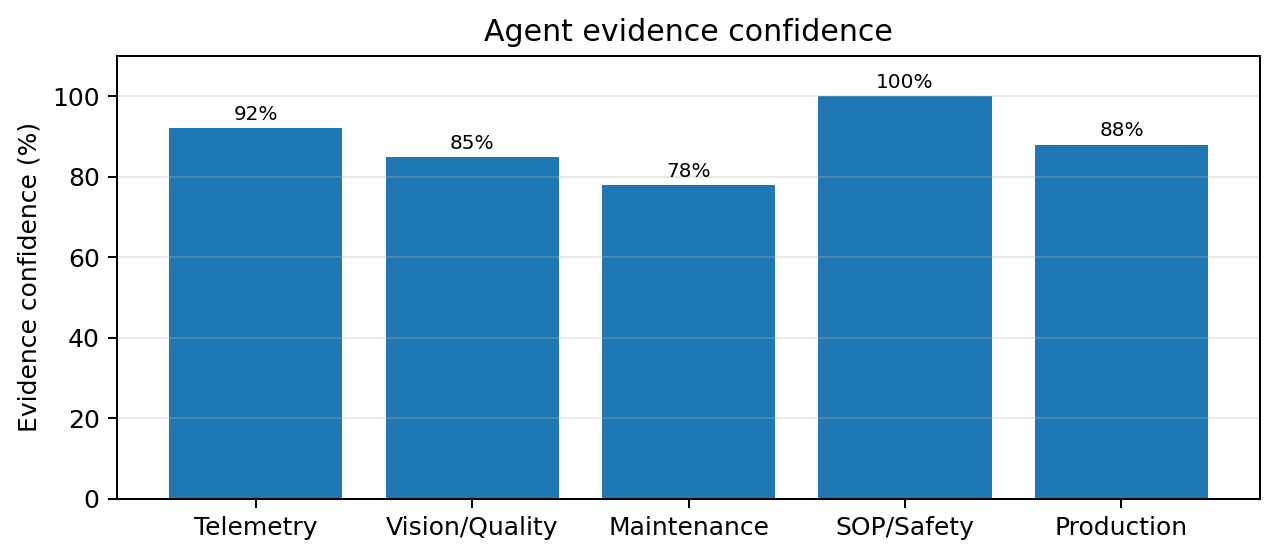 Agent evidence confidence
Evidence confidence (%)
100
80
60
40
20
0
92%
85%
78%
100%
88%
Telemetry
Vision/Quality
Maintenance
SOP/Safety
Production